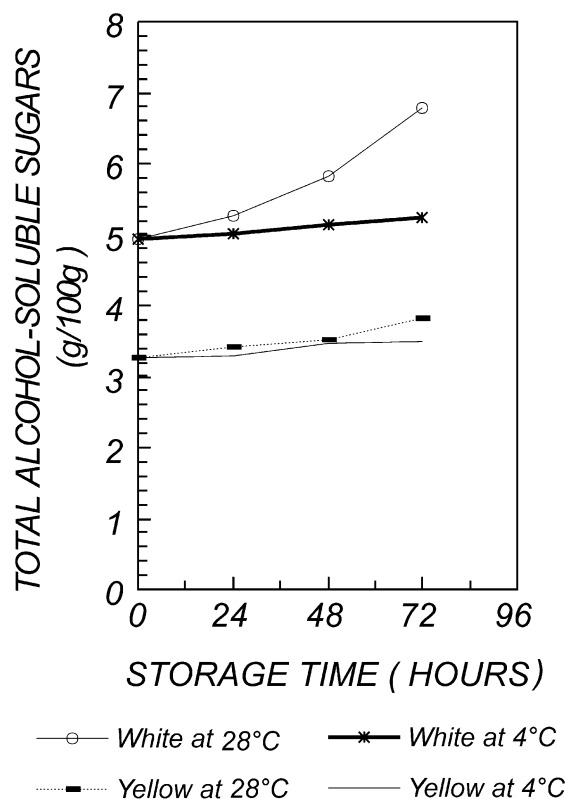 TOTAL ALCOHOL-SOLUBLE SUGARS
(g/100g )
8
7
6
5
4
3
2
1
0
0 24 48 72 96
STORAGE TIME ( HOURS)
White at 28°C White at 4°C
Yellow at 28°C Yellow at 4°C